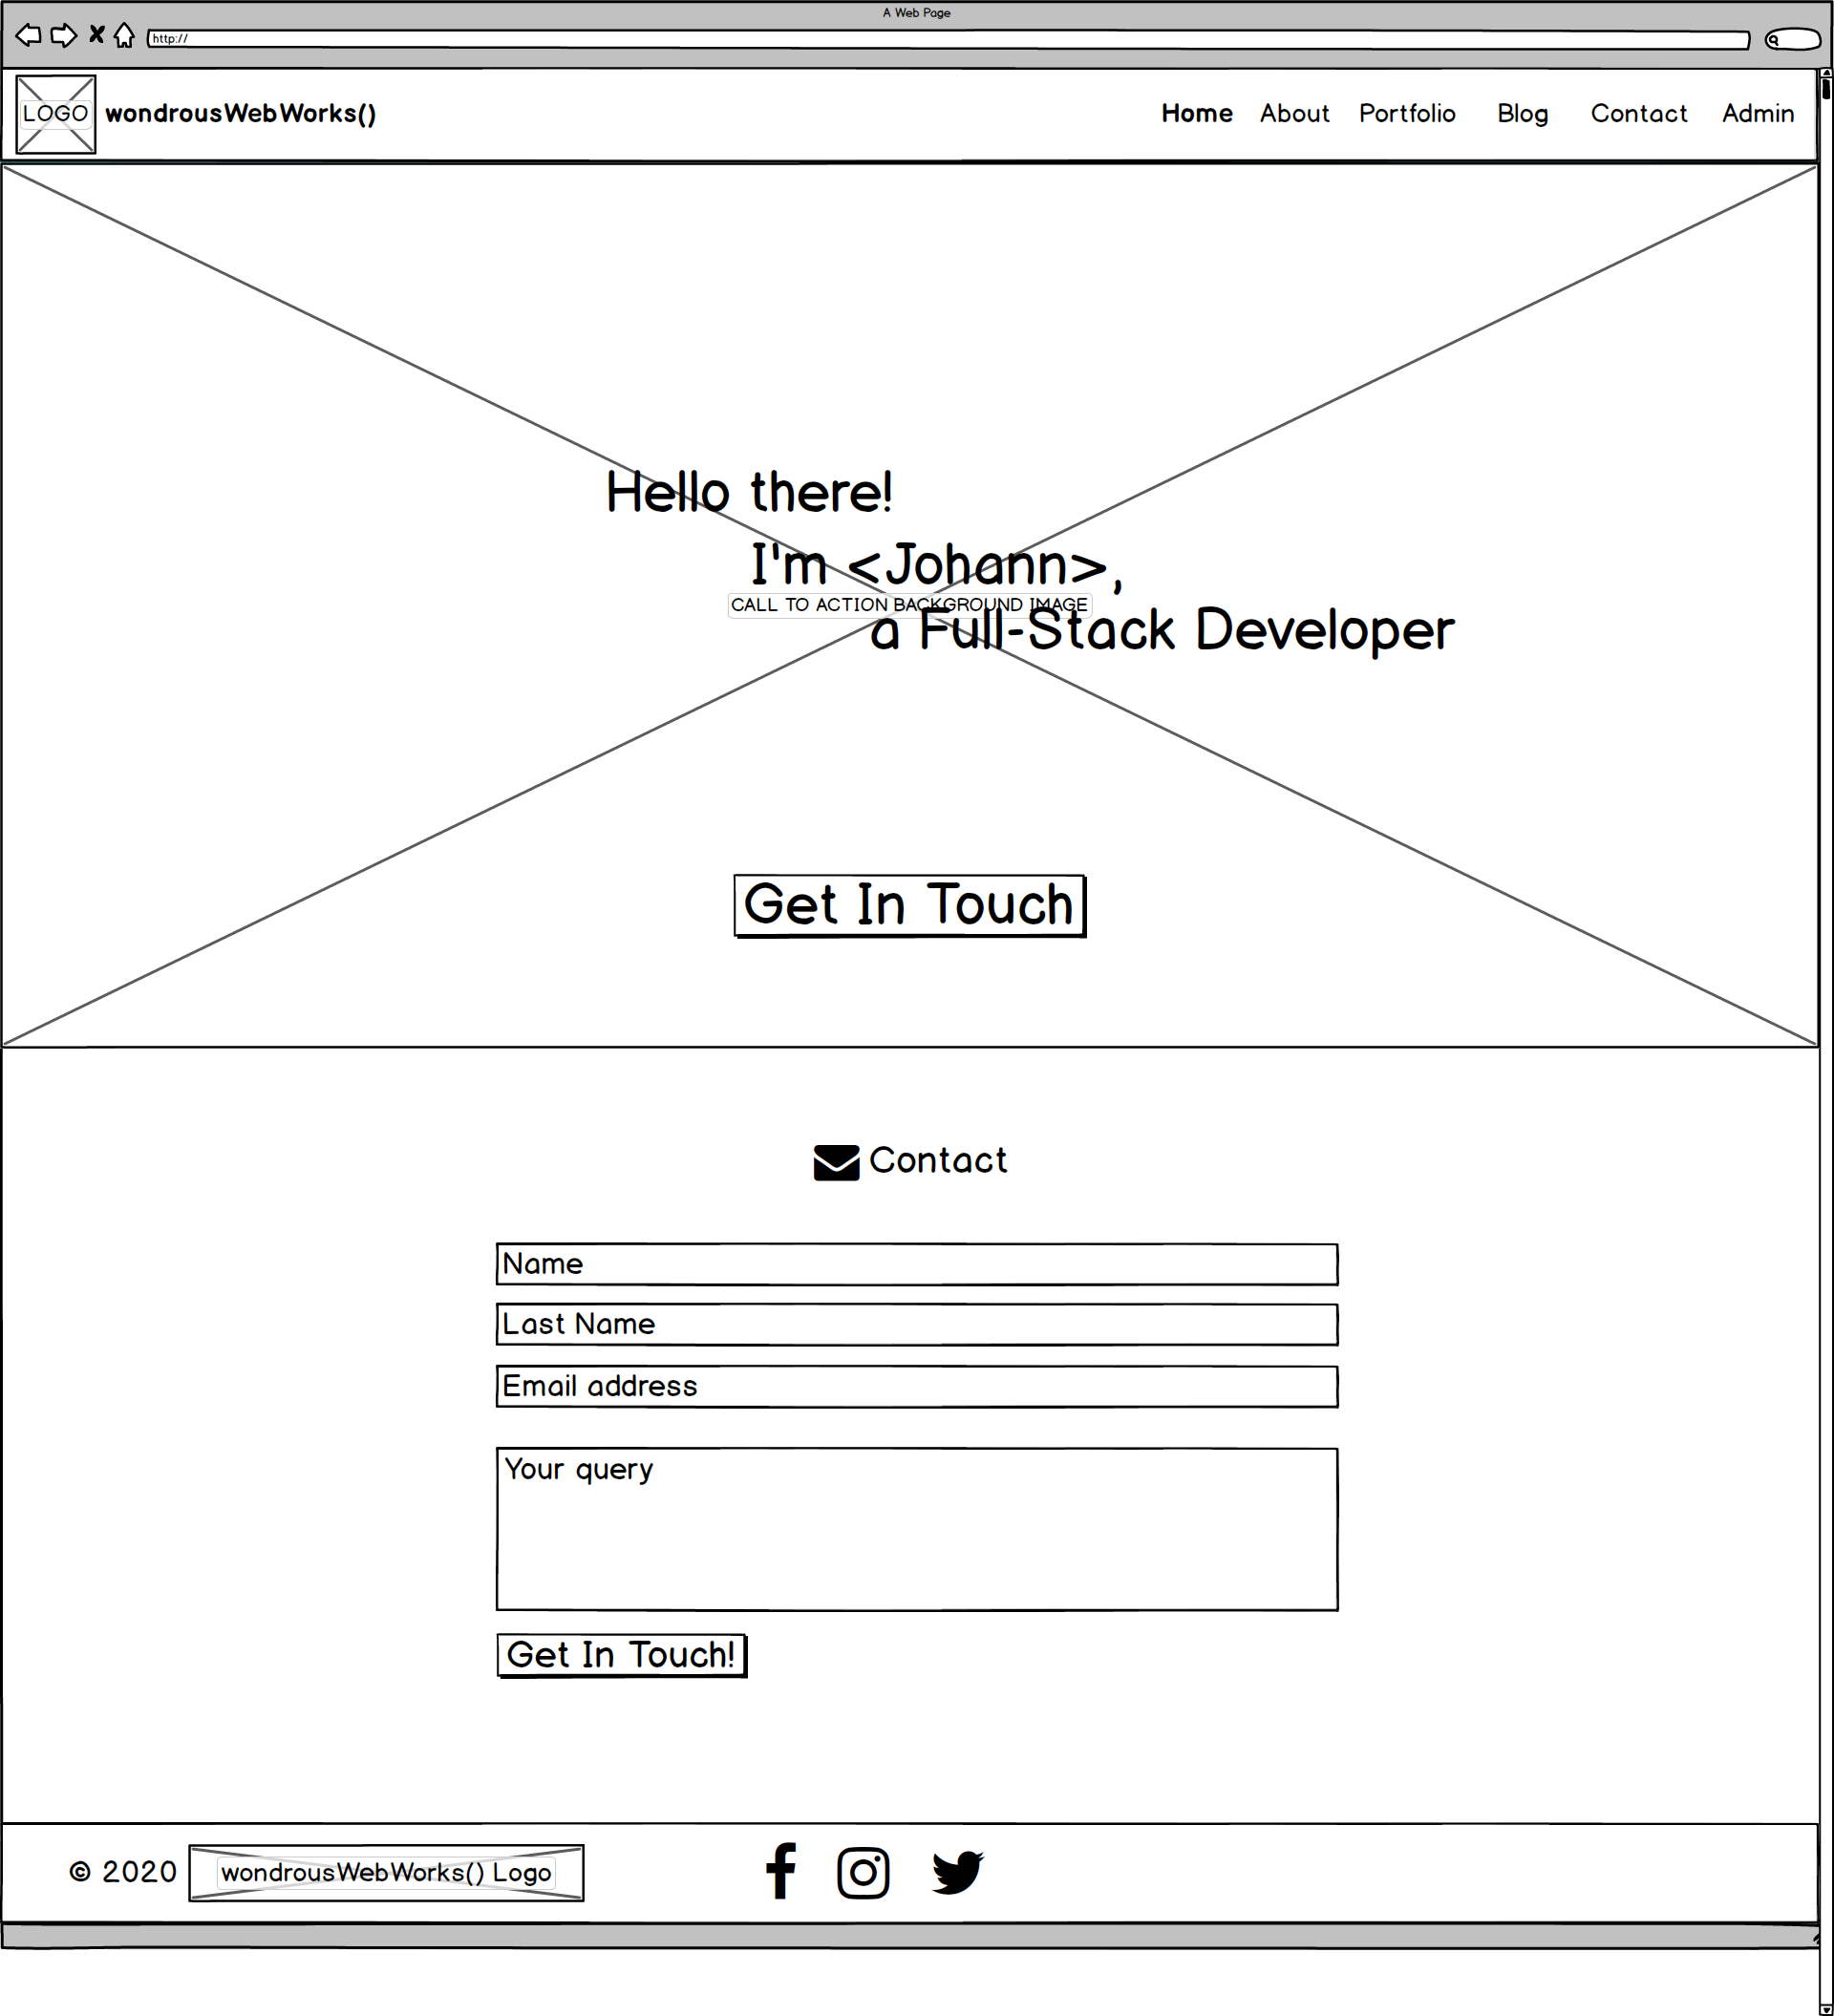 A Web Page
http://
LOGO wondrousWebWorks() Home About Portfolio Blog Contact Admin
Hello there!
I'm <Johann>,
CALL TO ACTION BACKGROUND IMAGE
a Full-Stack Developer
Get In Touch
Contact
Name
Last Name
Email address
Your query
Get In Touch!
© 2020 wondrousWebWorks() Logo